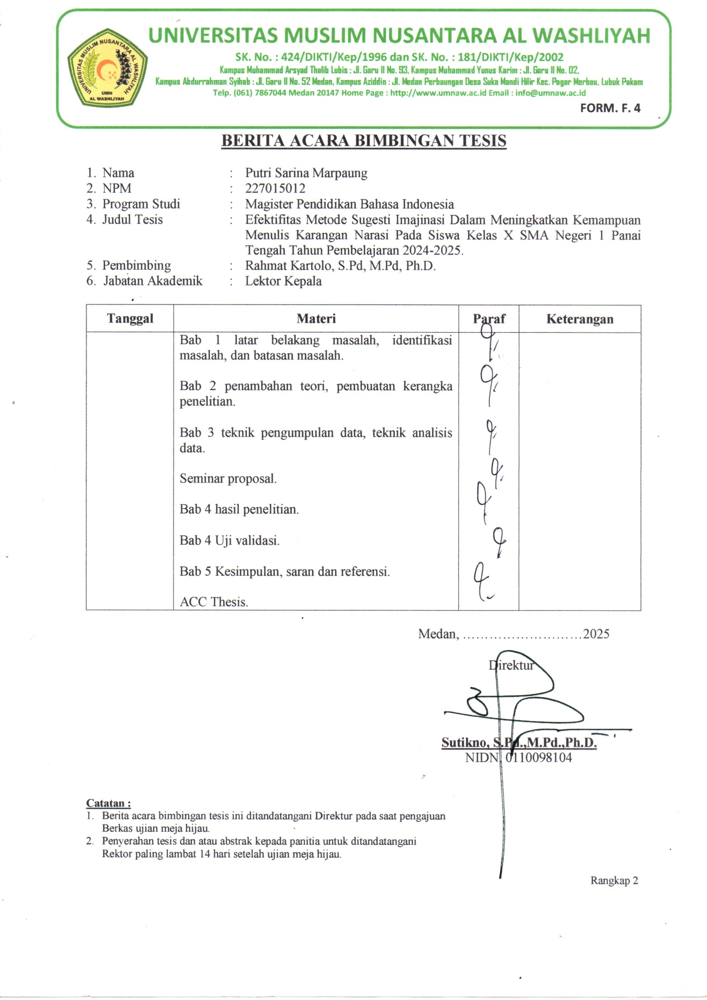 UNIVERSITAS MUSLIM NUSANTARA AL WASHLIYAH
UNIVERSITAS MUSLIM NUSANTARA AL WASHLIYAH
UMN
AL WASHLIYAH
SK. No. : 424/DIKTI/Kep/1996 dan SK. No. : 181/DIKTI/Kep/2002
Kampus Muhammad Arsyad Thalib Lubis : Jl. Garu II No. 93, Kampus Muhammad Yunus Karim : Jl. Garu II No. 02,
Kampus Abdurrahman Syihab : Jl. Garu II No. 52 Medan, Kampus Aziddin : Jl. Medan Perbaungan Desa Suka Mandi Hilir Kec. Pagar Merbau, Lubuk Pakam
Telp. (061) 7867044 Medan 20147 Home Page : http://www.umnaw.ac.id Email : info@umnaw.ac.id
FORM. F. 4
BERITA ACARA BIMBINGAN TESIS
1. Nama : Putri Sarina Marpaung
2. NPM : 227015012
3. Program Studi : Magister Pendidikan Bahasa Indonesia
4. Judul Tesis : Efektifitas Metode Sugesti Imajinasi Dalam Meningkatkan Kemampuan
Menulis Karangan Narasi Pada Siswa Kelas X SMA Negeri 1 Panai
Tengah Tahun Pembelajaran 2024-2025.
5. Pembimbing : Rahmat Kartolo, S.Pd, M.Pd, Ph.D.
6. Jabatan Akademik : Lektor Kepala
Tanggal Materi Paraf Keterangan
Bab 1 latar belakang masalah, identifikasi
masalah, dan batasan masalah.
Bab 2 penambahan teori, pembuatan kerangka
penelitian.
Bab 3 teknik pengumpulan data, teknik analisis
data.
Seminar proposal.
Bab 4 hasil penelitian.
Bab 4 Uji validasi.
Bab 5 Kesimpulan, saran dan referensi.
ACC Thesis.
Medan, ...........................2025
Direktur
Sutikno, S.Pd.,M.Pd.,Ph.D.
NIDN. 0110098104
Catatan :
1. Berita acara bimbingan tesis ini ditandatangani Direktur pada saat pengajuan
Berkas ujian meja hijau.
2. Penyerahan tesis dan atau abstrak kepada panitia untuk ditandatangani
Rektor paling lambat 14 hari setelah ujian meja hijau.
Rangkap 2